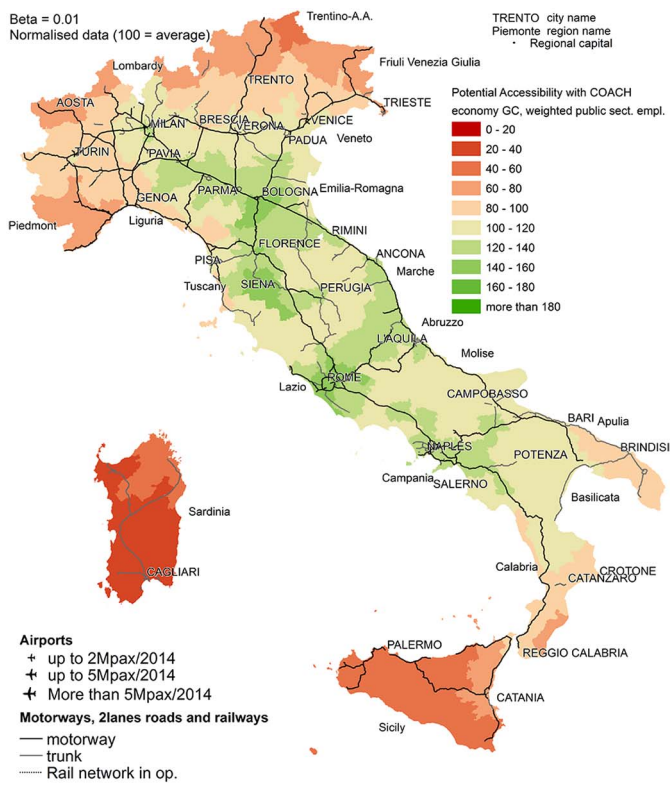 Beta = 0.01
Normalised data (100 = average)
Trentino-A.A.
TRENTO city name
Piemonte region name
Regional capital
Lombardy
Friuli Venezia Giulia
TRENTO
Potential Accessibility with COACH
economy GC, weighted public sect. empl.
AOSTA
TRIESTE
MILAN
BRESCIA
VERONA
VENICE
PADUA
Veneto
0 - 20
20 - 40
40 - 60
60 - 80
80 - 100
100 - 120
120 - 140
140 - 160
160 - 180
more than 180
TURIN
PAVIA
PARMA
BOLOGNA
Emilia-Romagna
GENOA
Piedmont
Liguria
RIMINI
FLORENCE
ANCONA
PISA
Marche
Tuscany
SIENA
PERUGIA
Abruzzo
L'AQUILA
Molise
Lazio
ROME
CAMPOBASSO
BARI
Apulia
NAPLES
POTENZA
BRINDISI
Campania
SALERNO
Basilicata
Sardinia
Calabria
CROTONE
CATANZARO
CAGLIARI
Airports
up to 2Mpax/2014
up to 5Mpax/2014
More than 5Mpax/2014
PALERMO
REGGIO CALABRIA
CATANIA
Sicily
Motorways, 2lanes roads and railways
motorway
trunk
Rail network in op.